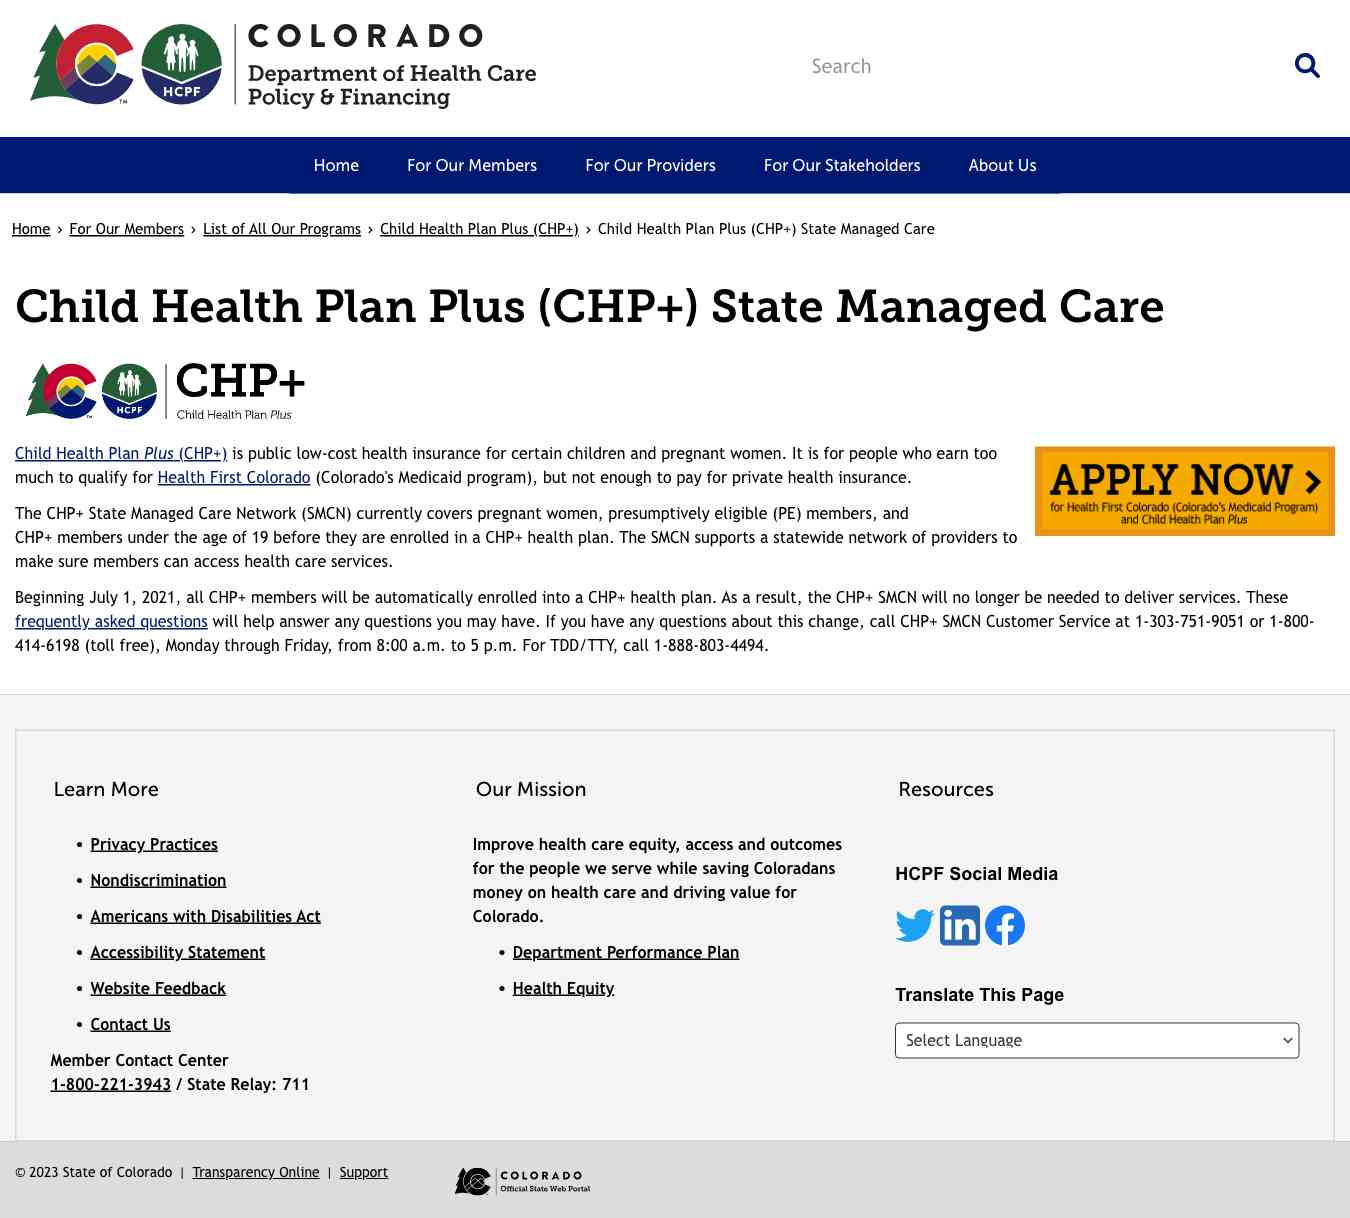 COLORADO
Department of Health Care
Policy & Financing
HCPF
TM
Search
Home For Our Members For Our Providers For Our Stakeholders About Us
Home › For Our Members › List of All Our Programs › Child Health Plan Plus (CHP+) › Child Health Plan Plus (CHP+) State Managed Care
Child Health Plan Plus (CHP+) State Managed Care
HCPF
TM
CHP+
Child Health Plan Plus
Child Health Plan Plus (CHP+) is public low-cost health insurance for certain children and pregnant women. It is for people who earn too
much to qualify for Health First Colorado (Colorado's Medicaid program), but not enough to pay for private health insurance.
APPLY NOW
for Health First Colorado (Colorado's Medicaid Program)
and Child Health Plan Plus
The CHP+ State Managed Care Network (SMCN) currently covers pregnant women, presumptively eligible (PE) members, and
CHP+ members under the age of 19 before they are enrolled in a CHP+ health plan. The SMCN supports a statewide network of providers to
make sure members can access health care services.
Beginning July 1, 2021, all CHP+ members will be automatically enrolled into a CHP+ health plan. As a result, the CHP+ SMCN will no longer be needed to deliver services. These
frequently asked questions will help answer any questions you may have. If you have any questions about this change, call CHP+ SMCN Customer Service at 1-303-751-9051 or 1-800-
414-6198 (toll free), Monday through Friday, from 8:00 a.m. to 5 p.m. For TDD/TTY, call 1-888-803-4494.
Learn More
• Privacy Practices
• Nondiscrimination
• Americans with Disabilities Act
• Accessibility Statement
• Website Feedback
• Contact Us
Member Contact Center
1-800-221-3943 / State Relay: 711
Our Mission
Improve health care equity, access and outcomes
for the people we serve while saving Coloradans
money on health care and driving value for
Colorado.
• Department Performance Plan
• Health Equity
Resources
HCPF Social Media
Translate This Page
Select Language
© 2023 State of Colorado | Transparency Online | Support
COLORADO
Official State Web Portal